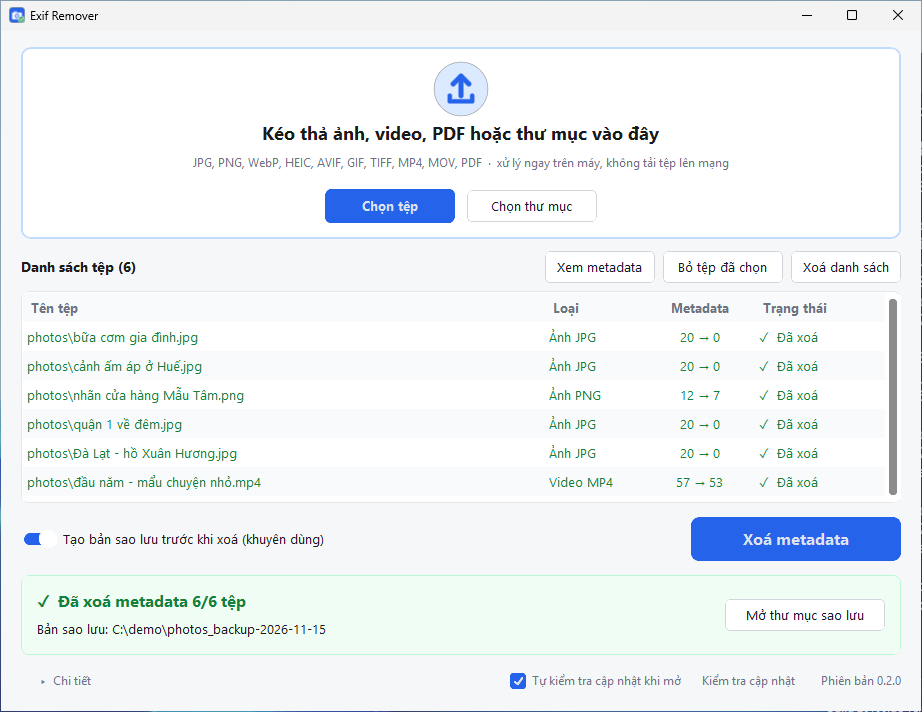 Exif Remover
Kéo thả ảnh, video, PDF hoặc thư mục vào đây
JPG, PNG, WebP, HEIC, AVIF, GIF, TIFF, MP4, MOV, PDF · xử lý ngay trên máy, không tải tệp lên mạng
Chọn tệp Chọn thư mục
Danh sách tệp (6) Xem metadata Bỏ tệp đã chọn Xoá danh sách
Tên tệp Loại Metadata Trạng thái
photos\bữa cơm gia đình.jpg Ảnh JPG 20 → 0 ✓ Đã xoá
photos\cảnh ấm áp ở Huế.jpg Ảnh JPG 20 → 0 ✓ Đã xoá
photos\nhãn cửa hàng Mẫu Tâm.png Ảnh PNG 12 → 7 ✓ Đã xoá
photos\quận 1 về đêm.jpg Ảnh JPG 20 → 0 ✓ Đã xoá
photos\Đà Lạt - hồ Xuân Hương.jpg Ảnh JPG 20 → 0 ✓ Đã xoá
photos\đầu năm - mẩu chuyện nhỏ.mp4 Video MP4 57 → 53 ✓ Đã xoá
Tạo bản sao lưu trước khi xoá (khuyên dùng) Xoá metadata
✓ Đã xoá metadata 6/6 tệp
Bản sao lưu: C:\demo\photos_backup-2026-11-15 Mở thư mục sao lưu
▸ Chi tiết Tự kiểm tra cập nhật khi mở Kiểm tra cập nhật Phiên bản 0.2.0